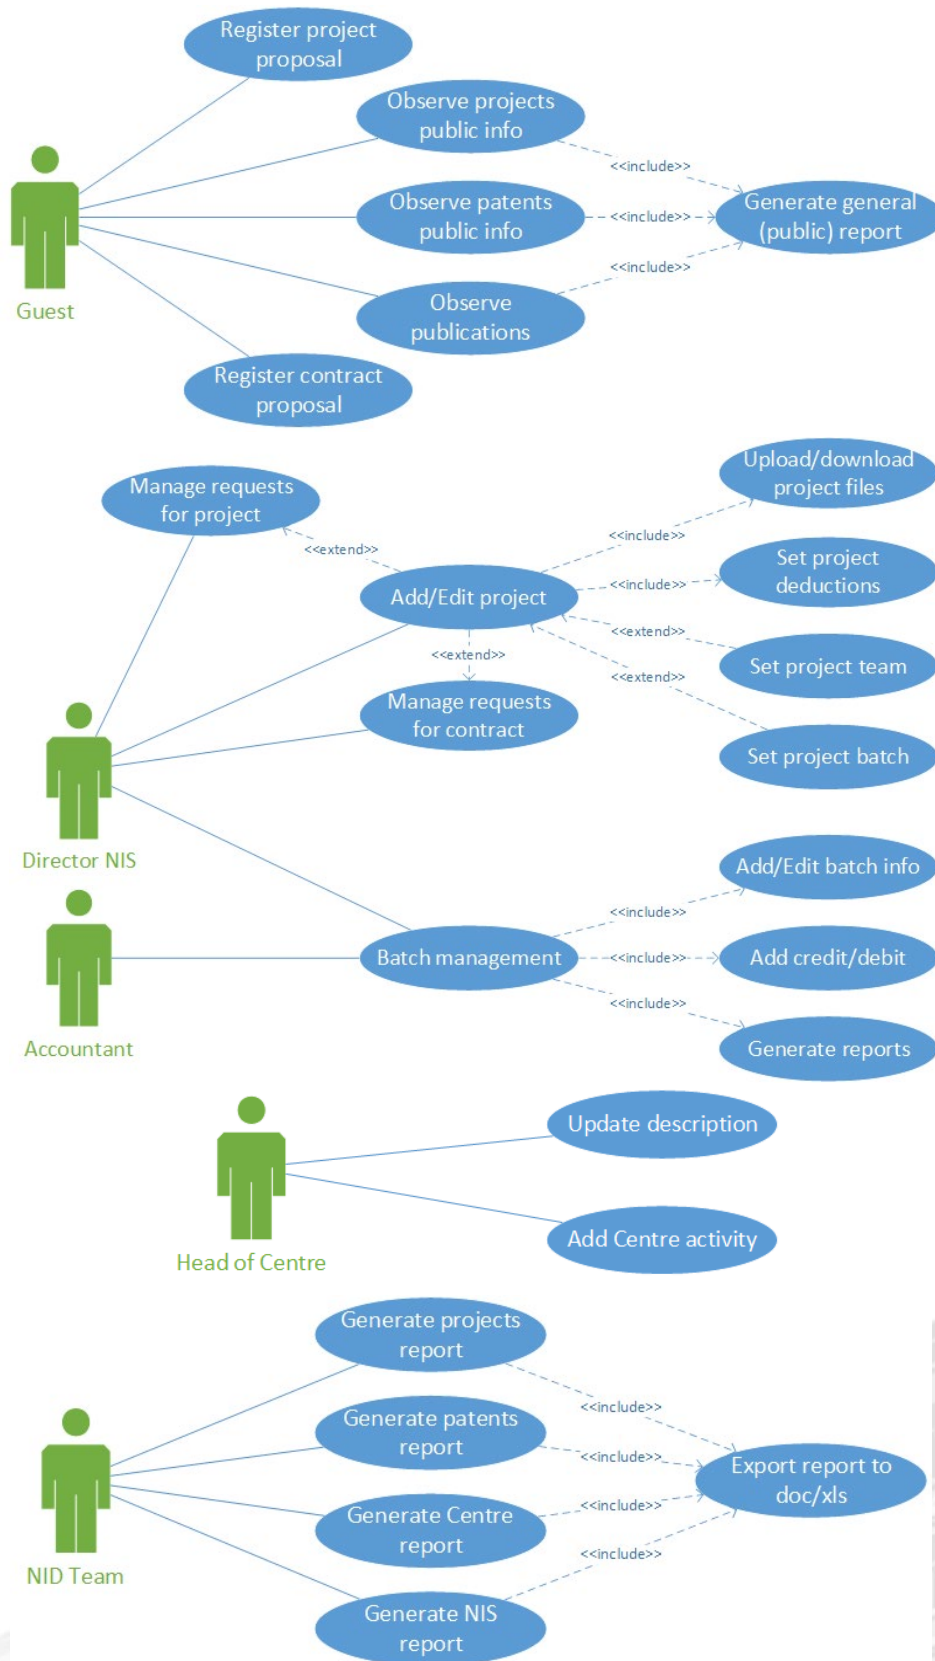 Register project
proposal
Observe projects
public info
<<include>>
Observe patents
public info
<<include>>
Generate general
(public) report
<<include>>
Observe
publications
Guest
Register contract
proposal
Upload/download
project files
Manage requests
for project
<<extend>>
<<include>>
Set project
deductions
<<include>>
Add/Edit project
<<extend>>
<<extend>>
Set project team
<<extend>>
Manage requests
for contract
Set project batch
Director NIS
Add/Edit batch info
<<include>>
Batch management
<<include>>
Add credit/debit
<<include>>
Accountant
Generate reports
Update description
Add Centre activity
Head of Centre
Generate projects
report
<<include>>
Generate patents
report
<<include>>
Export report to
doc/xls
Generate Centre
report
<<include>>
<<include>>
NID Team
Generate NIS
report